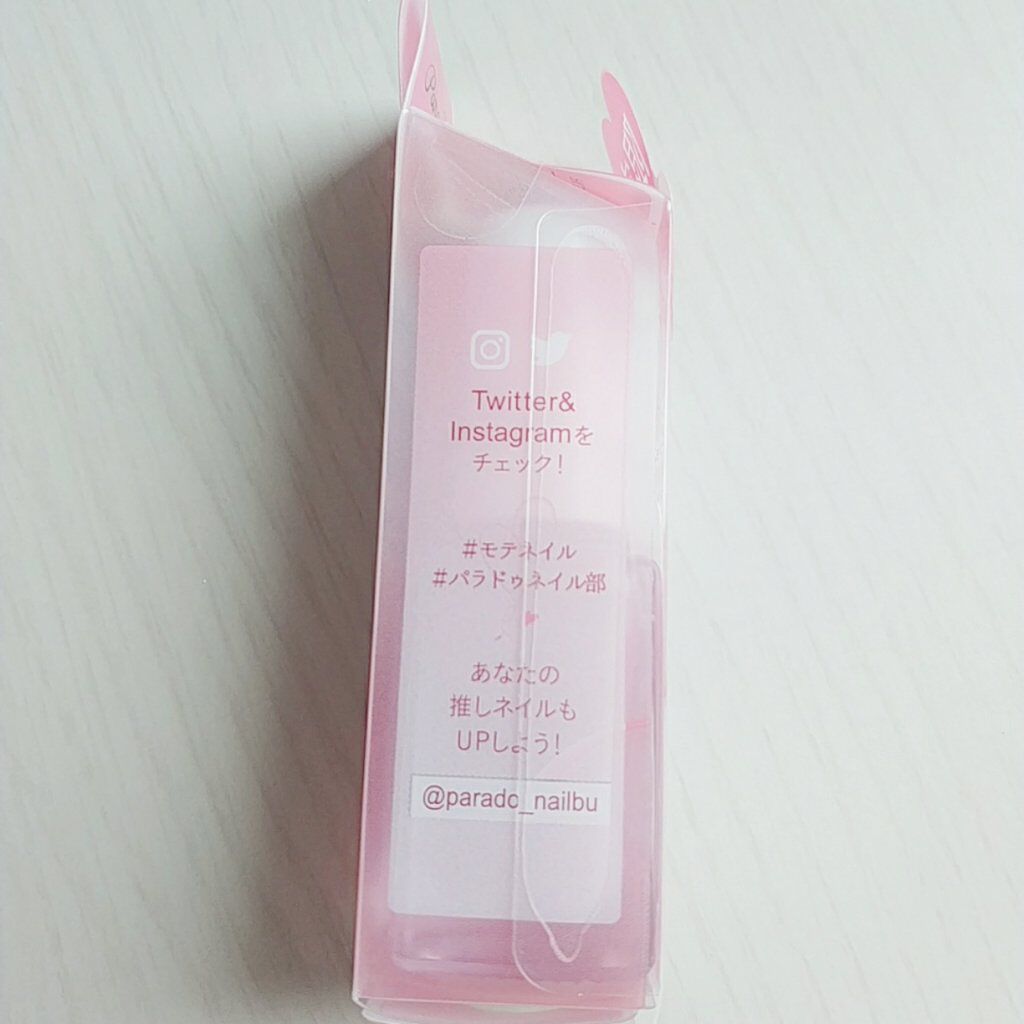 Twitter&
Instagramを
チェック!
#モテネイル
#パラドゥネイル部
あなたの
推しネイルも
UPしよう!
@parado_nailbu